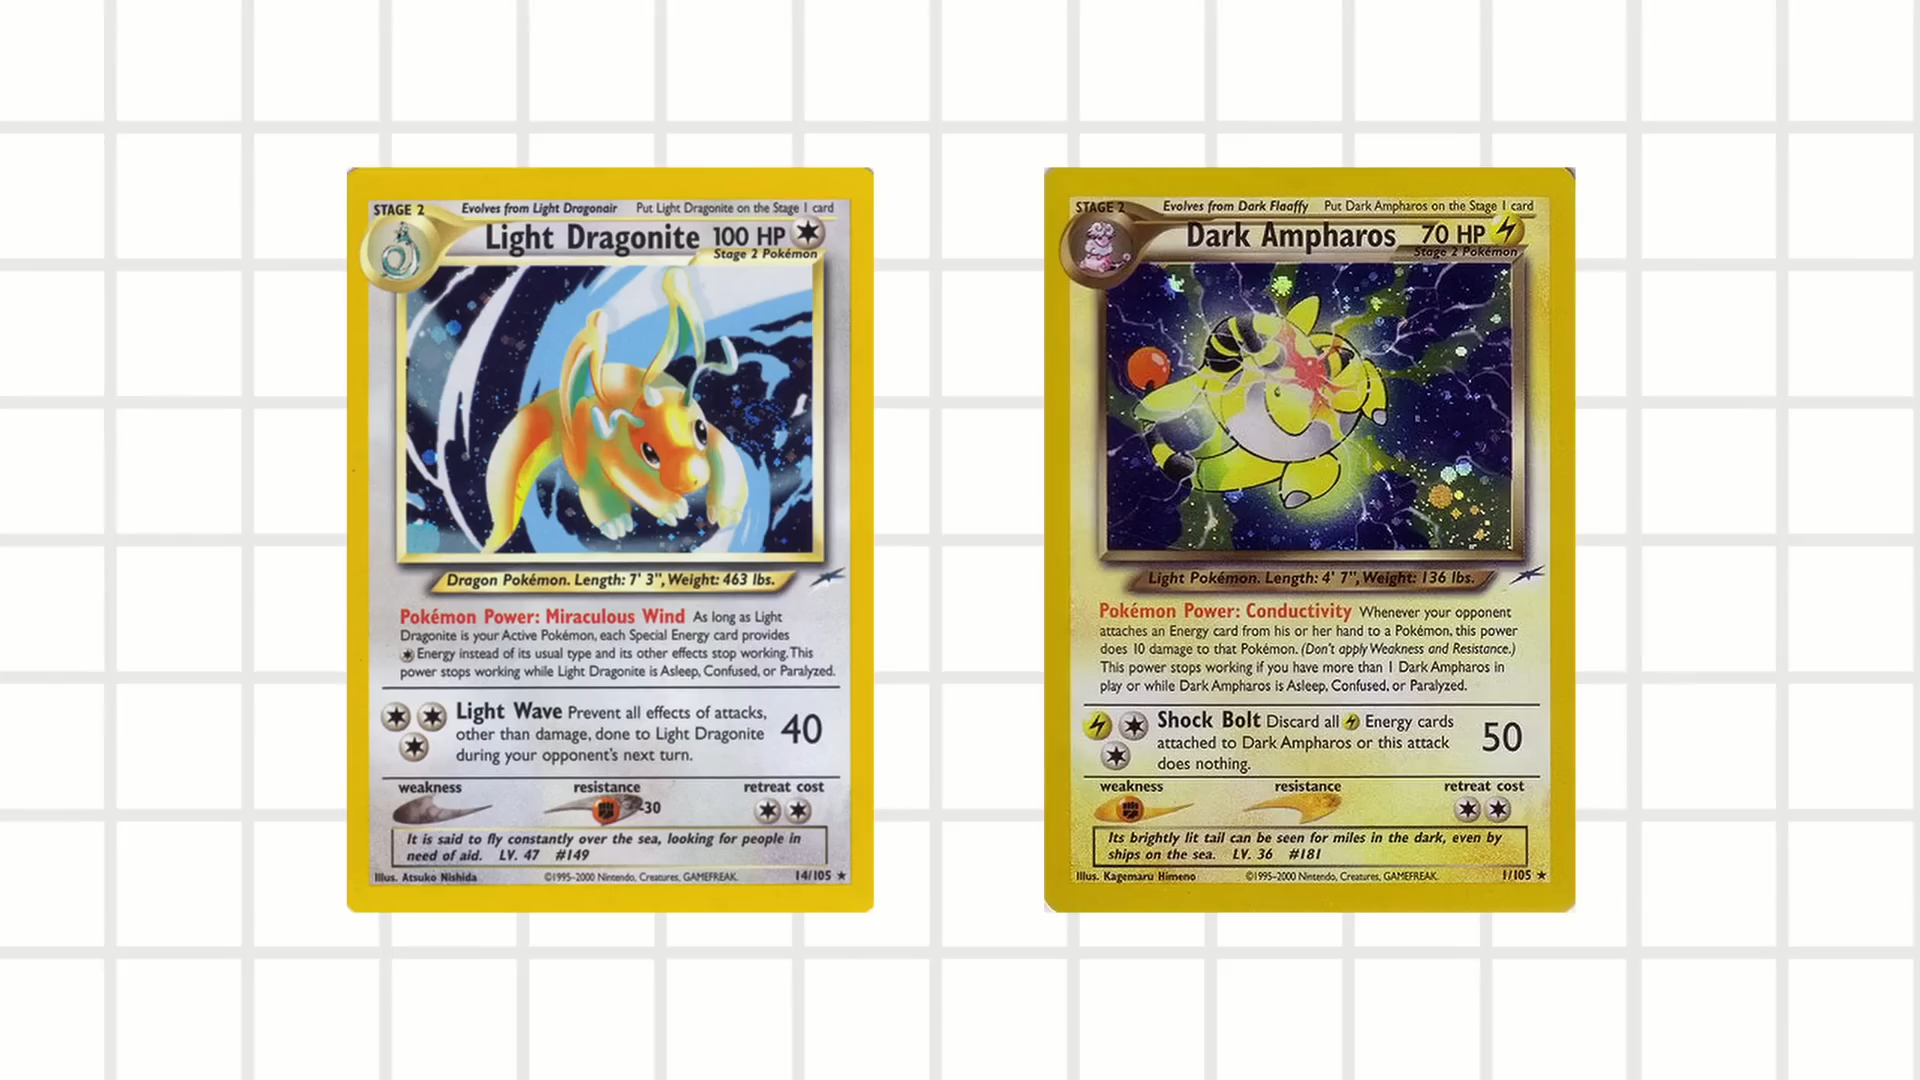 STAGE 2 Evolves from Light Dragonair Put Light Dragonite on the Stage 1 card
Light Dragonite 100 HP
Stage 2 Pokémon
Dragon Pokémon. Length: 7' 3", Weight: 463 lbs.
Pokémon Power: Miraculous Wind As long as Light
Dragonite is your Active Pokémon, each Special Energy card provides
Energy instead of its usual type and its other effects stop working. This
power stops working while Light Dragonite is Asleep, Confused, or Paralyzed.
Light Wave Prevent all effects of attacks,
other than damage, done to Light Dragonite
during your opponent's next turn.
40
weakness resistance retreat cost
-30
It is said to fly constantly over the sea, looking for people in
need of aid. LV. 47 #149
Illus. Atsuko Nishida ©1995-2000 Nintendo, Creatures, GAMEFREAK. 14/105 ★
STAGE 2 Evolves from Dark Flaaffy Put Dark Ampharos on the Stage 1 card
Dark Ampharos 70 HP
Stage 2 Pokémon
Light Pokémon. Length: 4' 7", Weight: 136 lbs.
Pokémon Power: Conductivity Whenever your opponent
attaches an Energy card from his or her hand to a Pokémon, this power
does 10 damage to that Pokémon. (Don't apply Weakness and Resistance.)
This power stops working if you have more than 1 Dark Ampharos in
play or while Dark Ampharos is Asleep, Confused, or Paralyzed.
Shock Bolt Discard all Energy cards
attached to Dark Ampharos or this attack
does nothing.
50
weakness resistance retreat cost
Its brightly lit tail can be seen for miles in the dark, even by
ships on the sea. LV. 36 #181
Illus. Kagemaru Himeno ©1995-2000 Nintendo, Creatures, GAMEFREAK. 1/105 ★